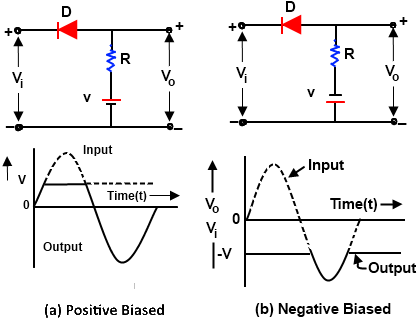 D
+ +
R
Vi Vo
v
− −
D
+ +
R
Vi Vo
v
− −
Input
V
Time(t)
0
Output
(a) Positive Biased
Input
Vo
Time(t)
0
Vi
-V
Output
(b) Negative Biased